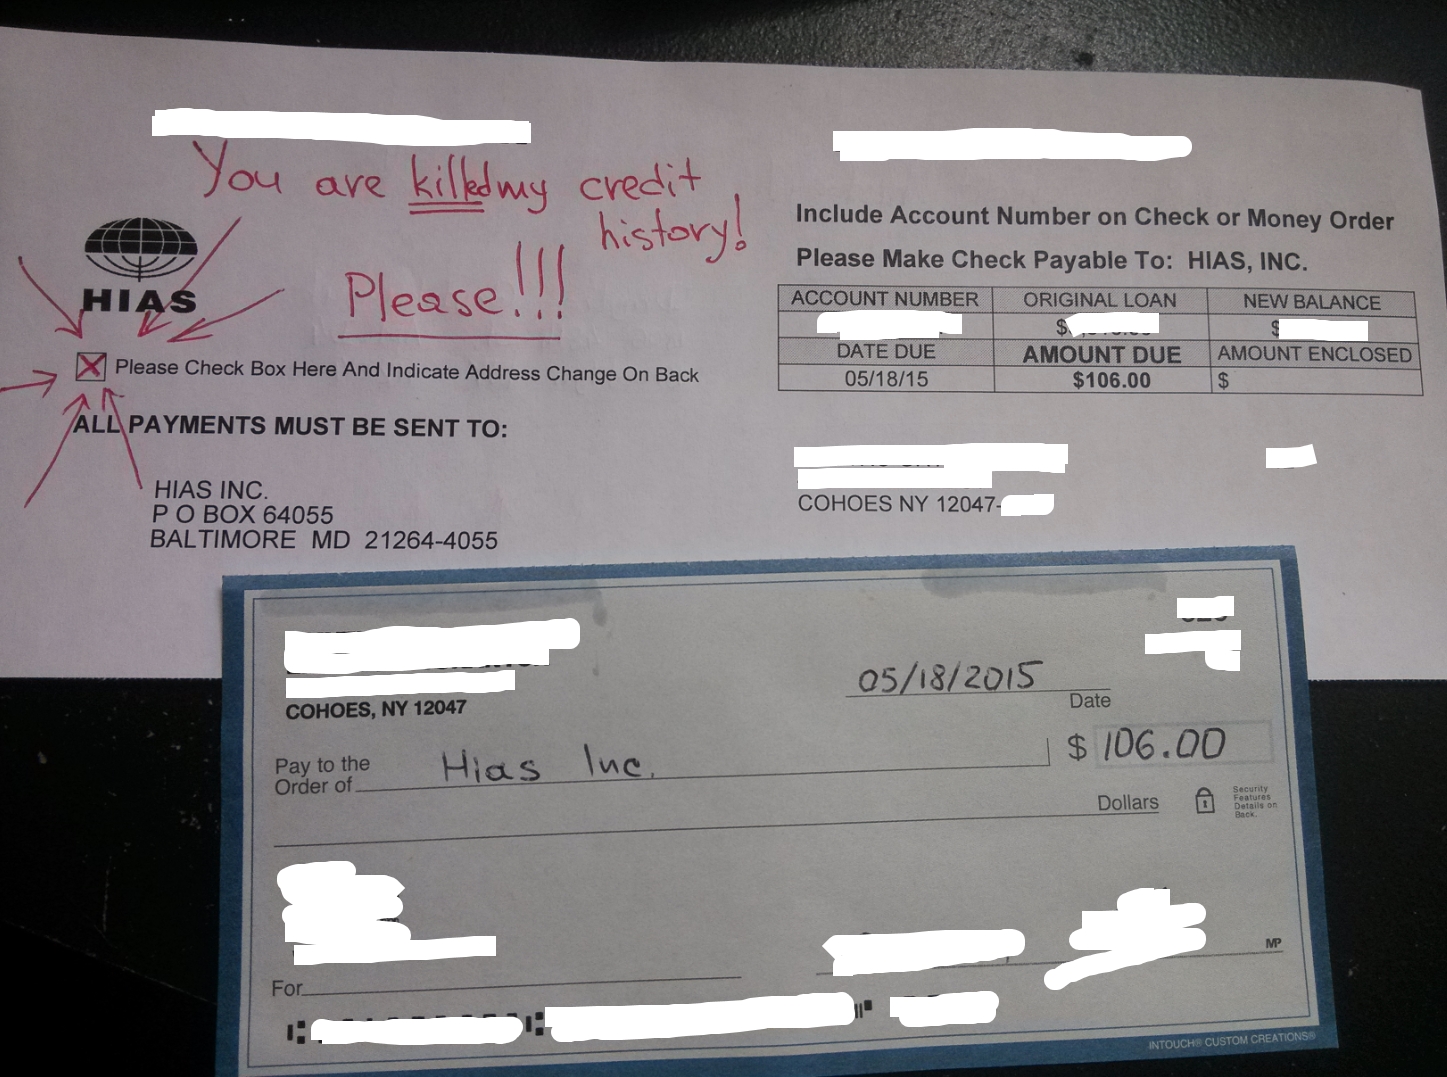 You are killed my credit
history!
Please!!!
HIAS
Please Check Box Here And Indicate Address Change On Back
ALL PAYMENTS MUST BE SENT TO:
HIAS INC.
P O BOX 64055
BALTIMORE MD 21264-4055
Include Account Number on Check or Money Order
Please Make Check Payable To: HIAS, INC.
ACCOUNT NUMBER ORIGINAL LOAN NEW BALANCE
$ $
DATE DUE AMOUNT DUE AMOUNT ENCLOSED
05/18/15 $106.00 $
COHOES NY 12047-
COHOES, NY 12047
05/18/2015
Date
Pay to the
Order of Hias Inc. $ 106.00
Dollars
Security
Features
Details on
Back.
For
MP
INTOUCH® CUSTOM CREATIONS®